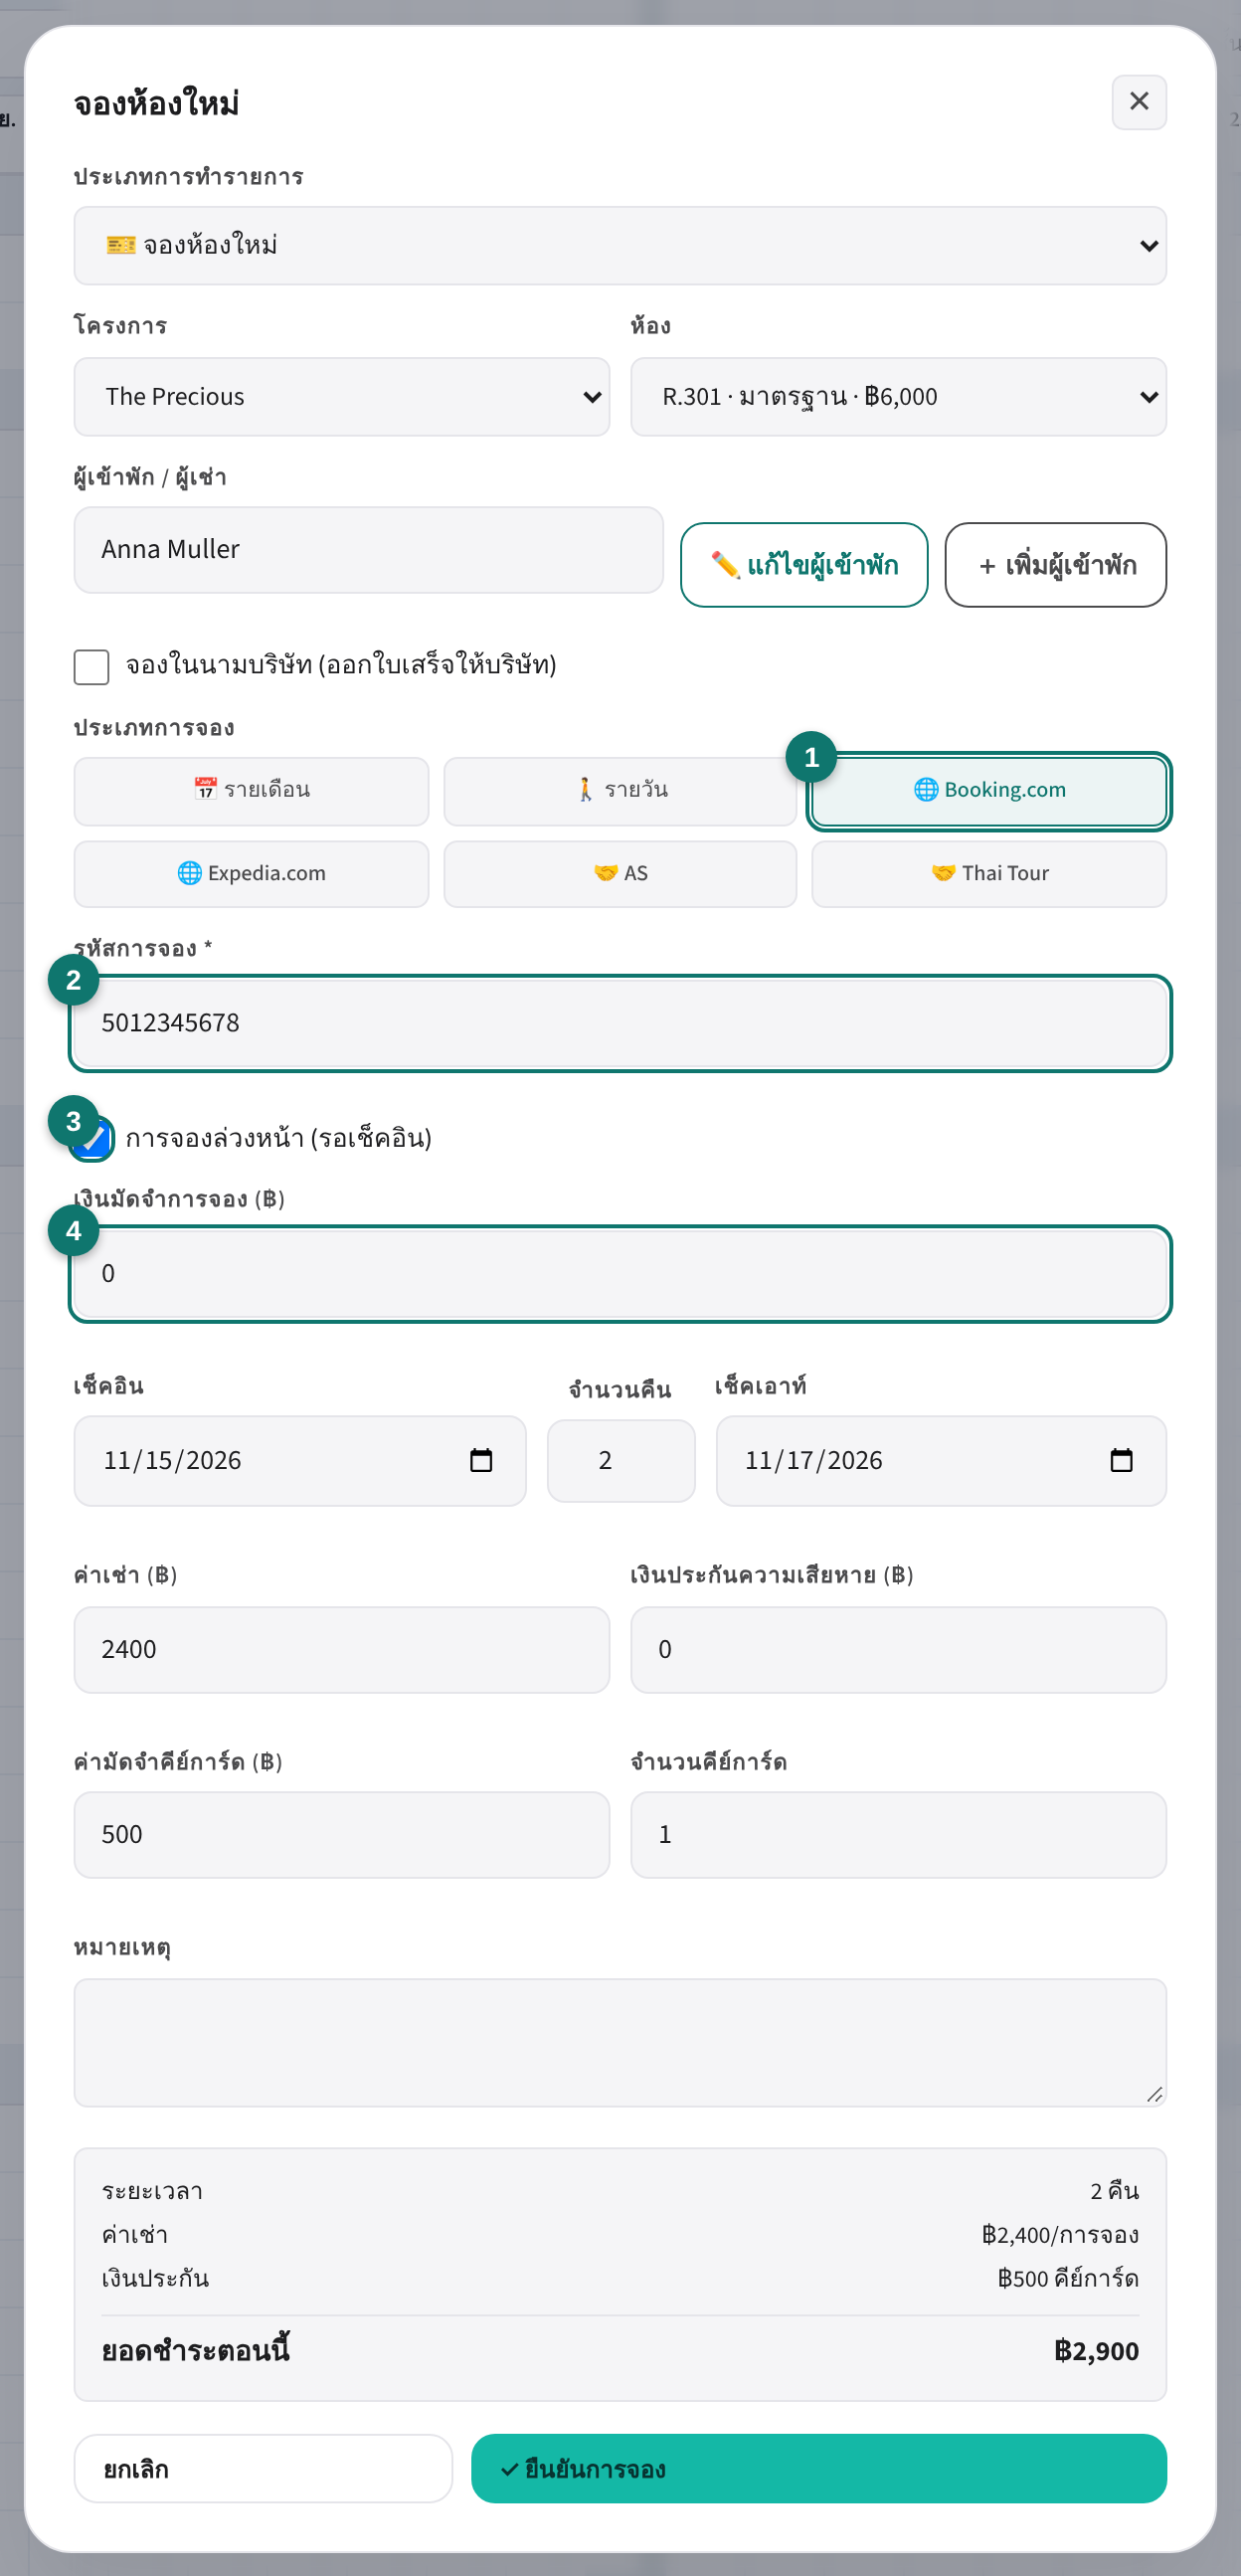 จองห้องใหม่
ประเภทการทำรายการ
🎫 จองห้องใหม่
โครงการ ห้อง
The Precious R.301 · มาตรฐาน · ฿6,000
ผู้เข้าพัก / ผู้เช่า
Anna Muller ✏️ แก้ไขผู้เข้าพัก + เพิ่มผู้เข้าพัก
จองในนามบริษัท (ออกใบเสร็จให้บริษัท)
ประเภทการจอง
📅 รายเดือน 🚶 รายวัน 1 🌐 Booking.com
🌐 Expedia.com 🤝 AS 🤝 Thai Tour
รหัสการจอง *
2
5012345678
3 การจองล่วงหน้า (รอเช็คอิน)
เงินมัดจำการจอง (฿)
4
0
เช็คอิน จำนวนคืน เช็คเอาท์
11/15/2026 2 11/17/2026
ค่าเช่า (฿) เงินประกันความเสียหาย (฿)
2400 0
ค่ามัดจำคีย์การ์ด (฿) จำนวนคีย์การ์ด
500 1
หมายเหตุ
ระยะเวลา 2 คืน
ค่าเช่า ฿2,400/การจอง
เงินประกัน ฿500 คีย์การ์ด
ยอดชำระตอนนี้ ฿2,900
ยกเลิก ✓ ยืนยันการจอง